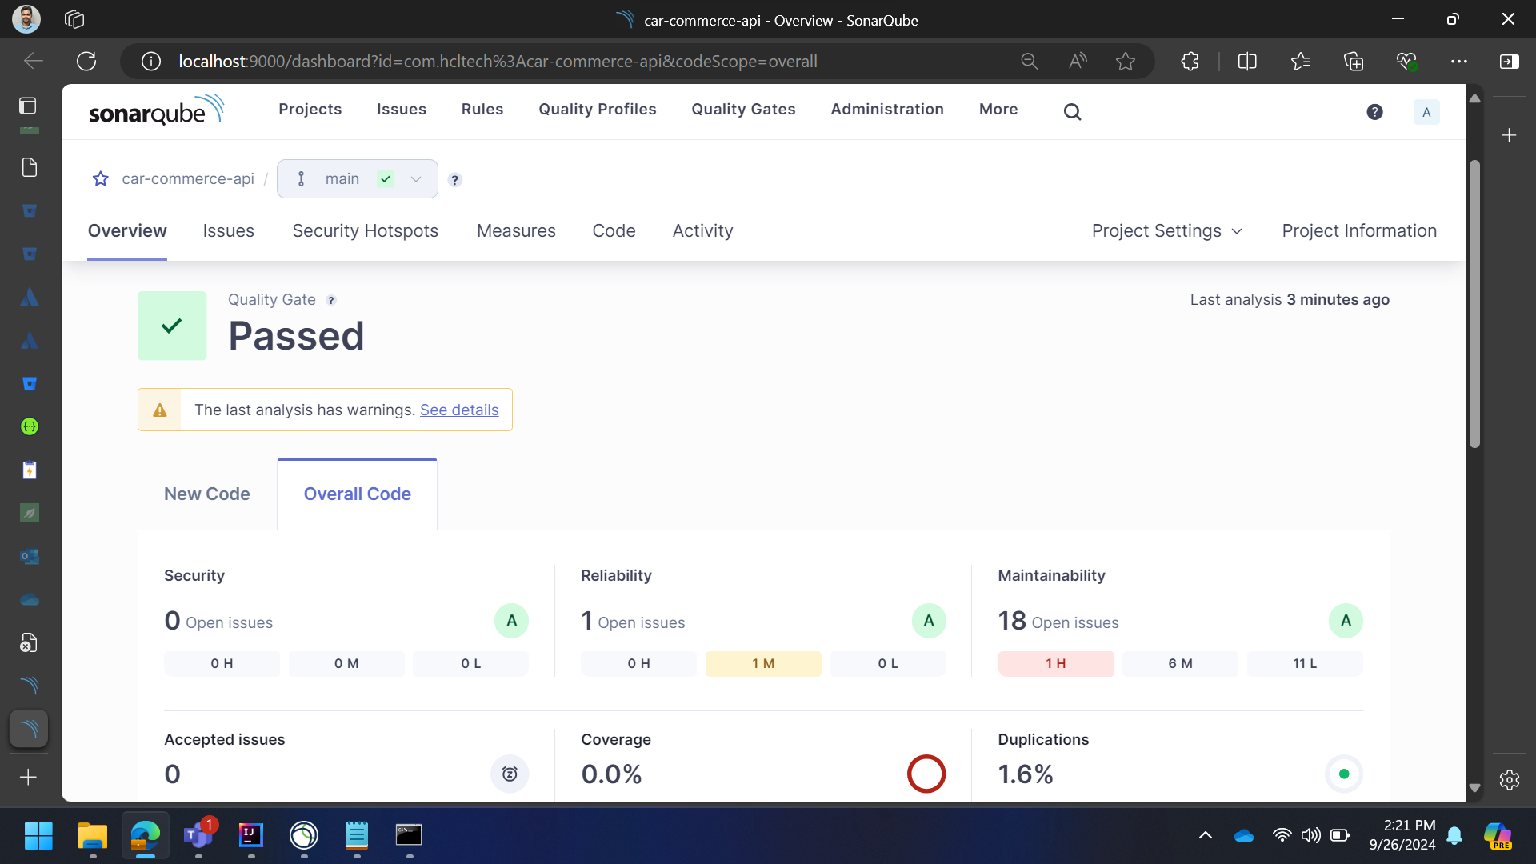 car-commerce-api - Overview - SonarQube
localhost:9000/dashboard?id=com.hcltech%3Acar-commerce-api&codeScope=overall
sonarqube Projects Issues Rules Quality Profiles Quality Gates Administration More ? A
car-commerce-api / main ?
Overview Issues Security Hotspots Measures Code Activity Project Settings Project Information
Quality Gate ? Last analysis 3 minutes ago
Passed
The last analysis has warnings. See details
New Code Overall Code
Security Reliability Maintainability
0 Open issues A 1 Open issues A 18 Open issues A
0 H 0 M 0 L 0 H 1 M 0 L 1 H 6 M 11 L
Accepted issues Coverage Duplications
0 0.0% 1.6%
1
2:21 PM
9/26/2024
PRE